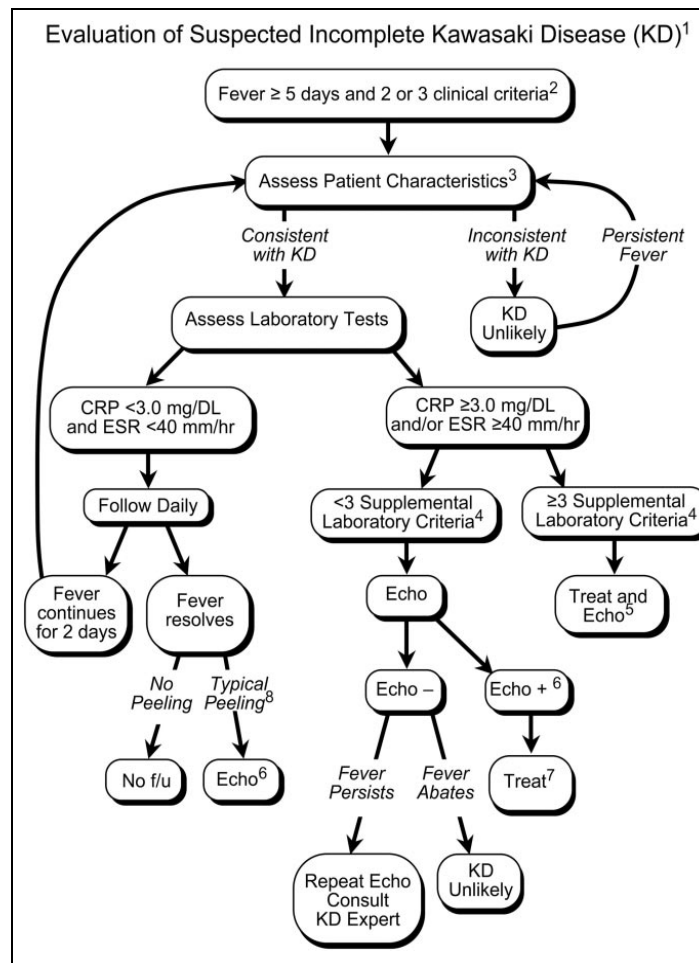 Evaluation of Suspected Incomplete Kawasaki Disease (KD)1
Fever ≥ 5 days and 2 or 3 clinical criteria2
Assess Patient Characteristics3
Consistent
with KD
Inconsistent
with KD
Persistent
Fever
Assess Laboratory Tests
KD
Unlikely
CRP <3.0 mg/DL
and ESR <40 mm/hr
CRP ≥3.0 mg/DL
and/or ESR ≥40 mm/hr
Follow Daily
<3 Supplemental
Laboratory Criteria4
≥3 Supplemental
Laboratory Criteria4
Fever
continues
for 2 days
Fever
resolves
Echo
Treat and
Echo5
No
Peeling
Typical
Peeling8
Echo –
Echo + 6
No f/u
Echo6
Fever
Persists
Fever
Abates
Treat7
Repeat Echo
Consult
KD Expert
KD
Unlikely